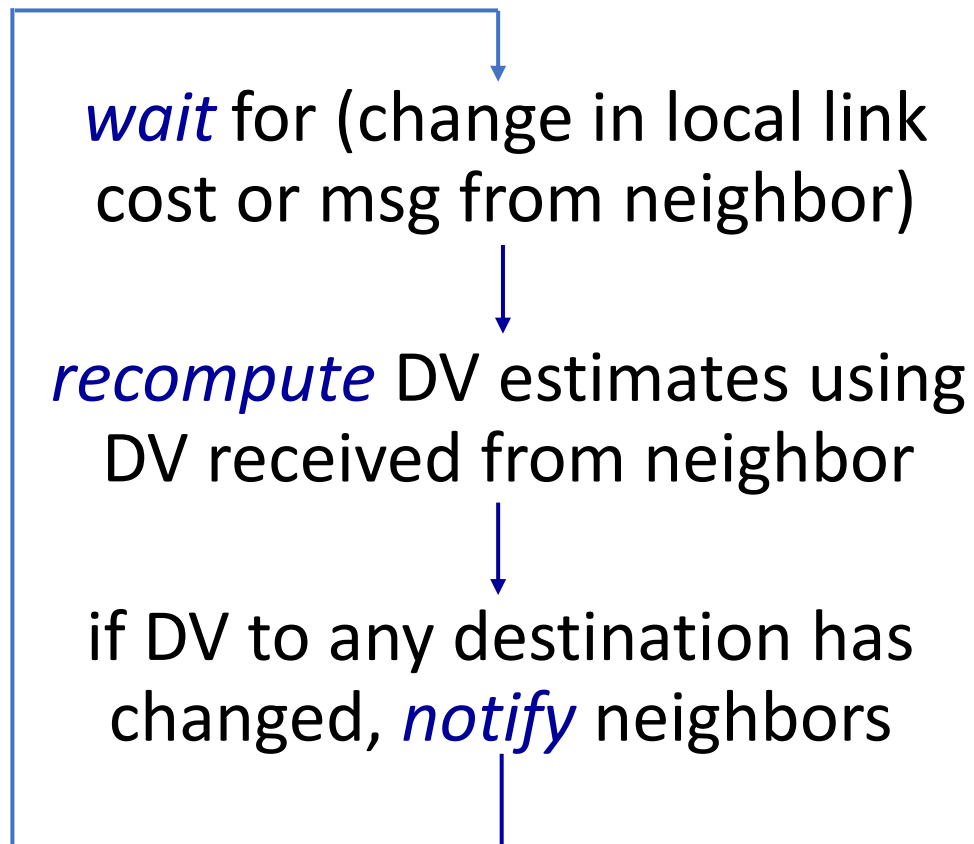 wait for (change in local link
cost or msg from neighbor)
recompute DV estimates using
DV received from neighbor
if DV to any destination has
changed, notify neighbors